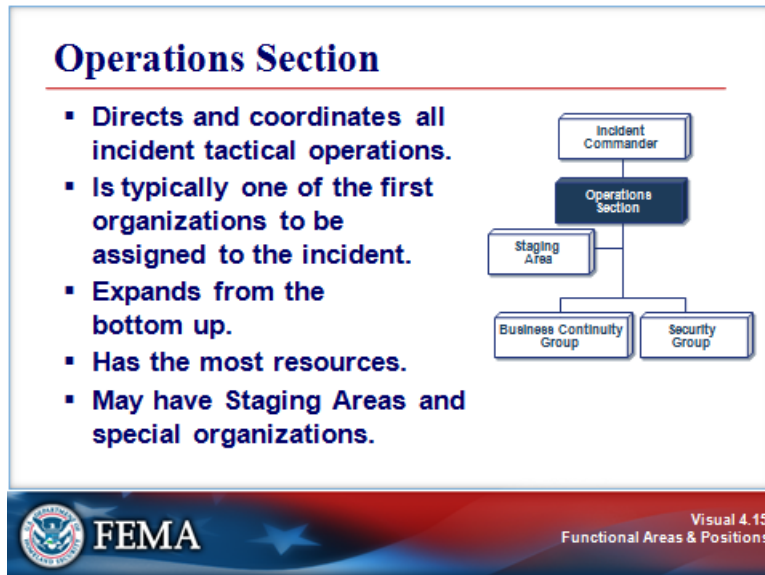 Operations Section
▪ Directs and coordinates all
incident tactical operations.
▪ Is typically one of the first
organizations to be
assigned to the incident.
▪ Expands from the
bottom up.
▪ Has the most resources.
▪ May have Staging Areas and
special organizations.
Incident
Commander
Operations
Section
Staging
Area
Business Continuity
Group
Security
Group
FEMA
Visual 4.15
Functional Areas & Positions